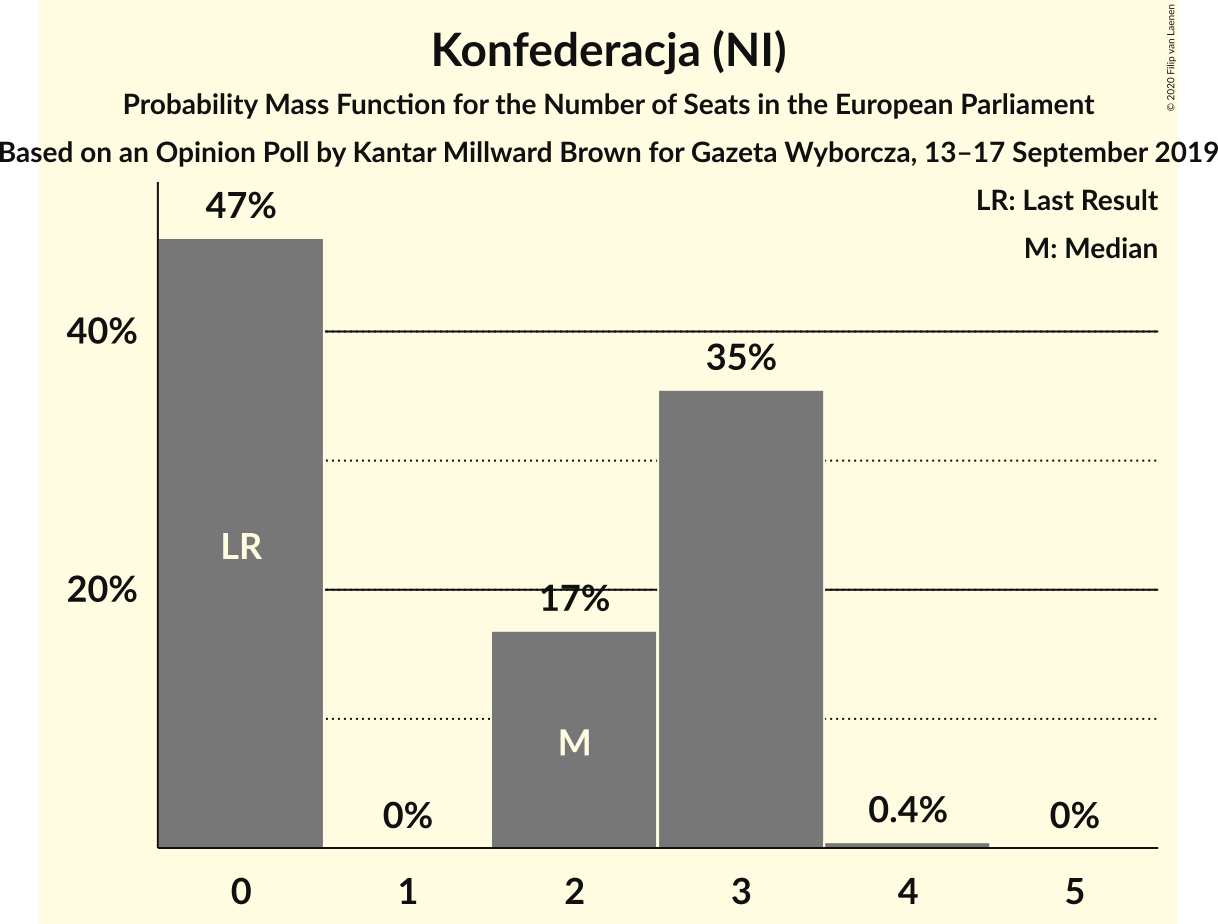 Konfederacja (NI)
Probability Mass Function for the Number of Seats in the European Parliament
Based on an Opinion Poll by Kantar Millward Brown for Gazeta Wyborcza, 13–17 September 2019
© 2020 Filip van Laenen
LR: Last Result
M: Median
47%
40%
35%
LR
20%
17%
M
0%
0.4%
0%
0 1 2 3 4 5